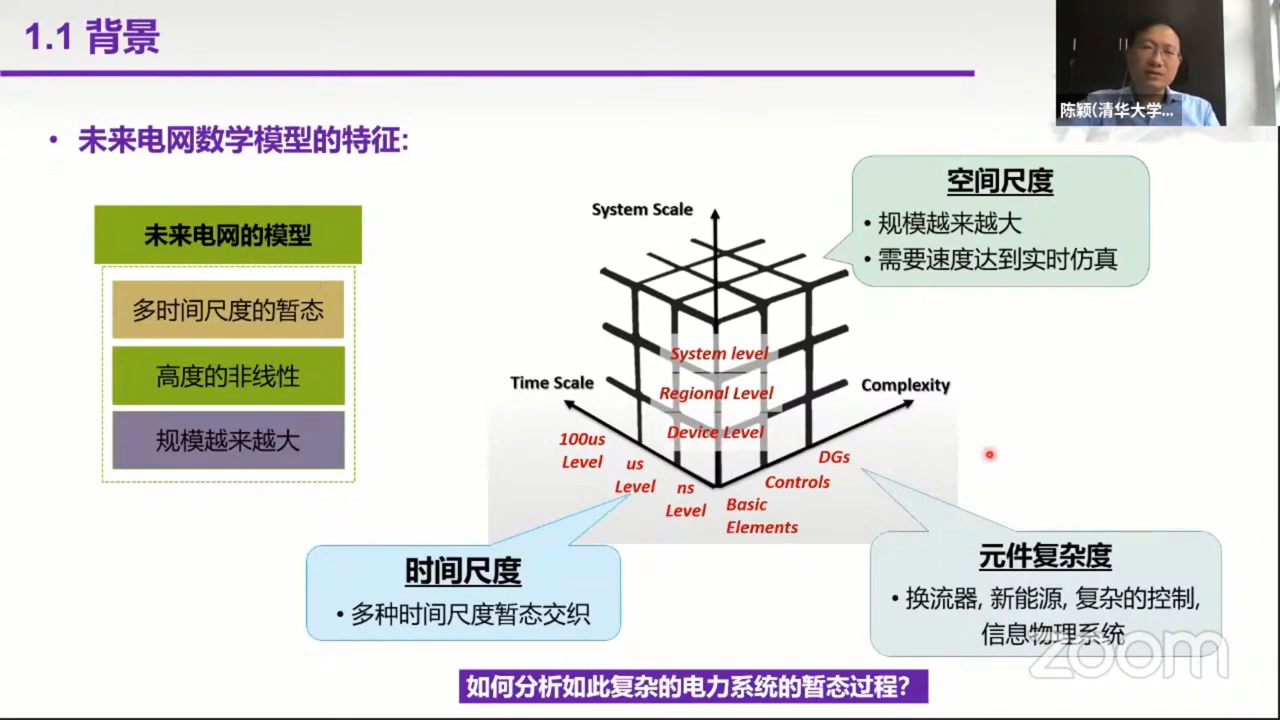 1.1 背景
陈颖(清华大学...
• 未来电网数学模型的特征:
未来电网的模型
多时间尺度的暂态
高度的非线性
规模越来越大
System Scale
Time Scale
Complexity
System level
Regional Level
Device Level
100us
Level
us
Level
ns
Level
Basic
Elements
Controls
DGs
空间尺度
• 规模越来越大
• 需要速度达到实时仿真
时间尺度
• 多种时间尺度暂态交织
元件复杂度
• 换流器, 新能源, 复杂的控制,
信息物理系统
zoom
如何分析如此复杂的电力系统的暂态过程?